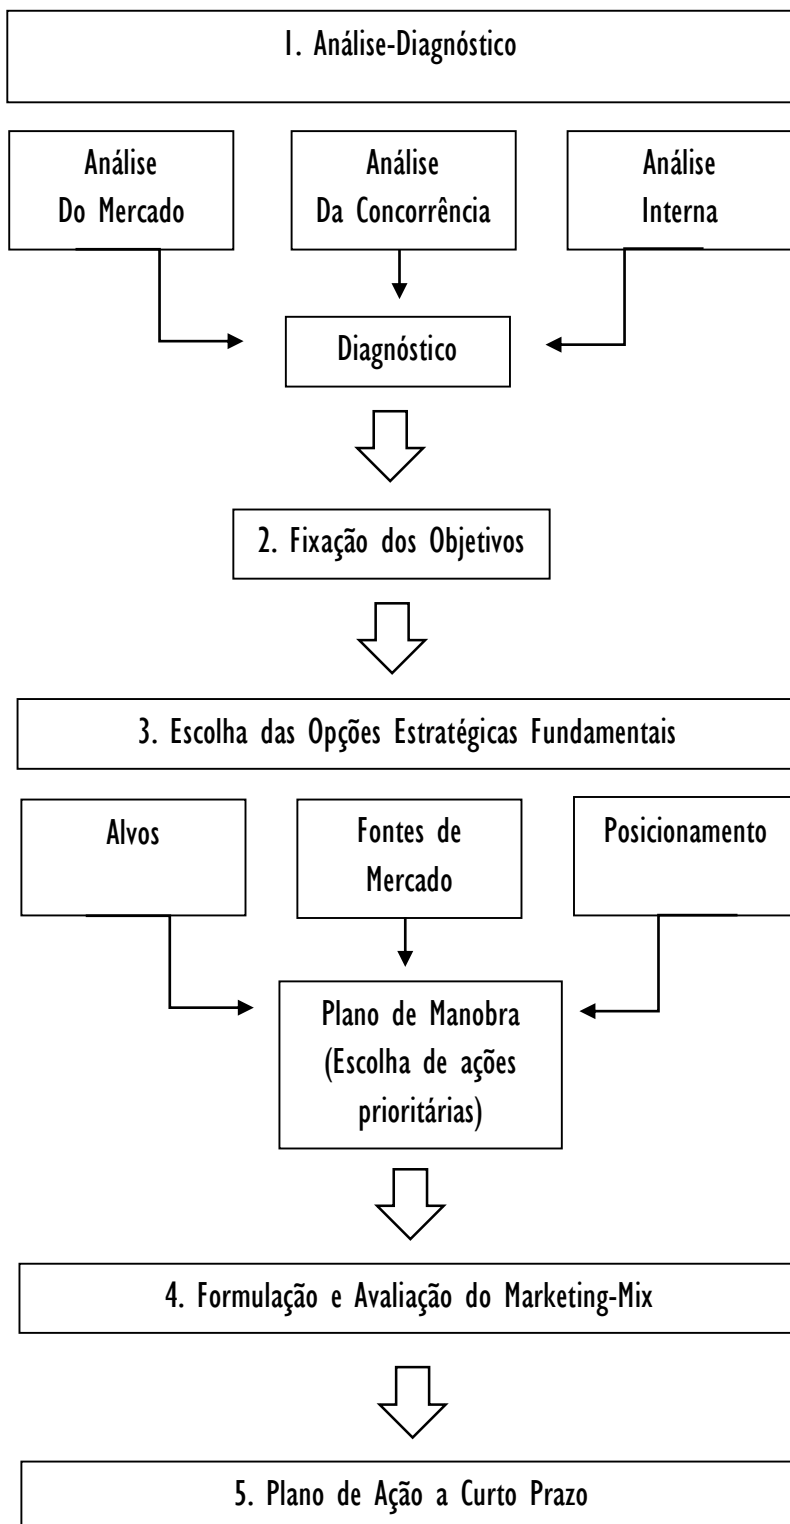 1. Análise-Diagnóstico
Análise
Do Mercado
Análise
Da Concorrência
Análise
Interna
Diagnóstico
2. Fixação dos Objetivos
3. Escolha das Opções Estratégicas Fundamentais
Alvos
Fontes de
Mercado
Posicionamento
Plano de Manobra
(Escolha de ações
prioritárias)
4. Formulação e Avaliação do Marketing-Mix
5. Plano de Ação a Curto Prazo